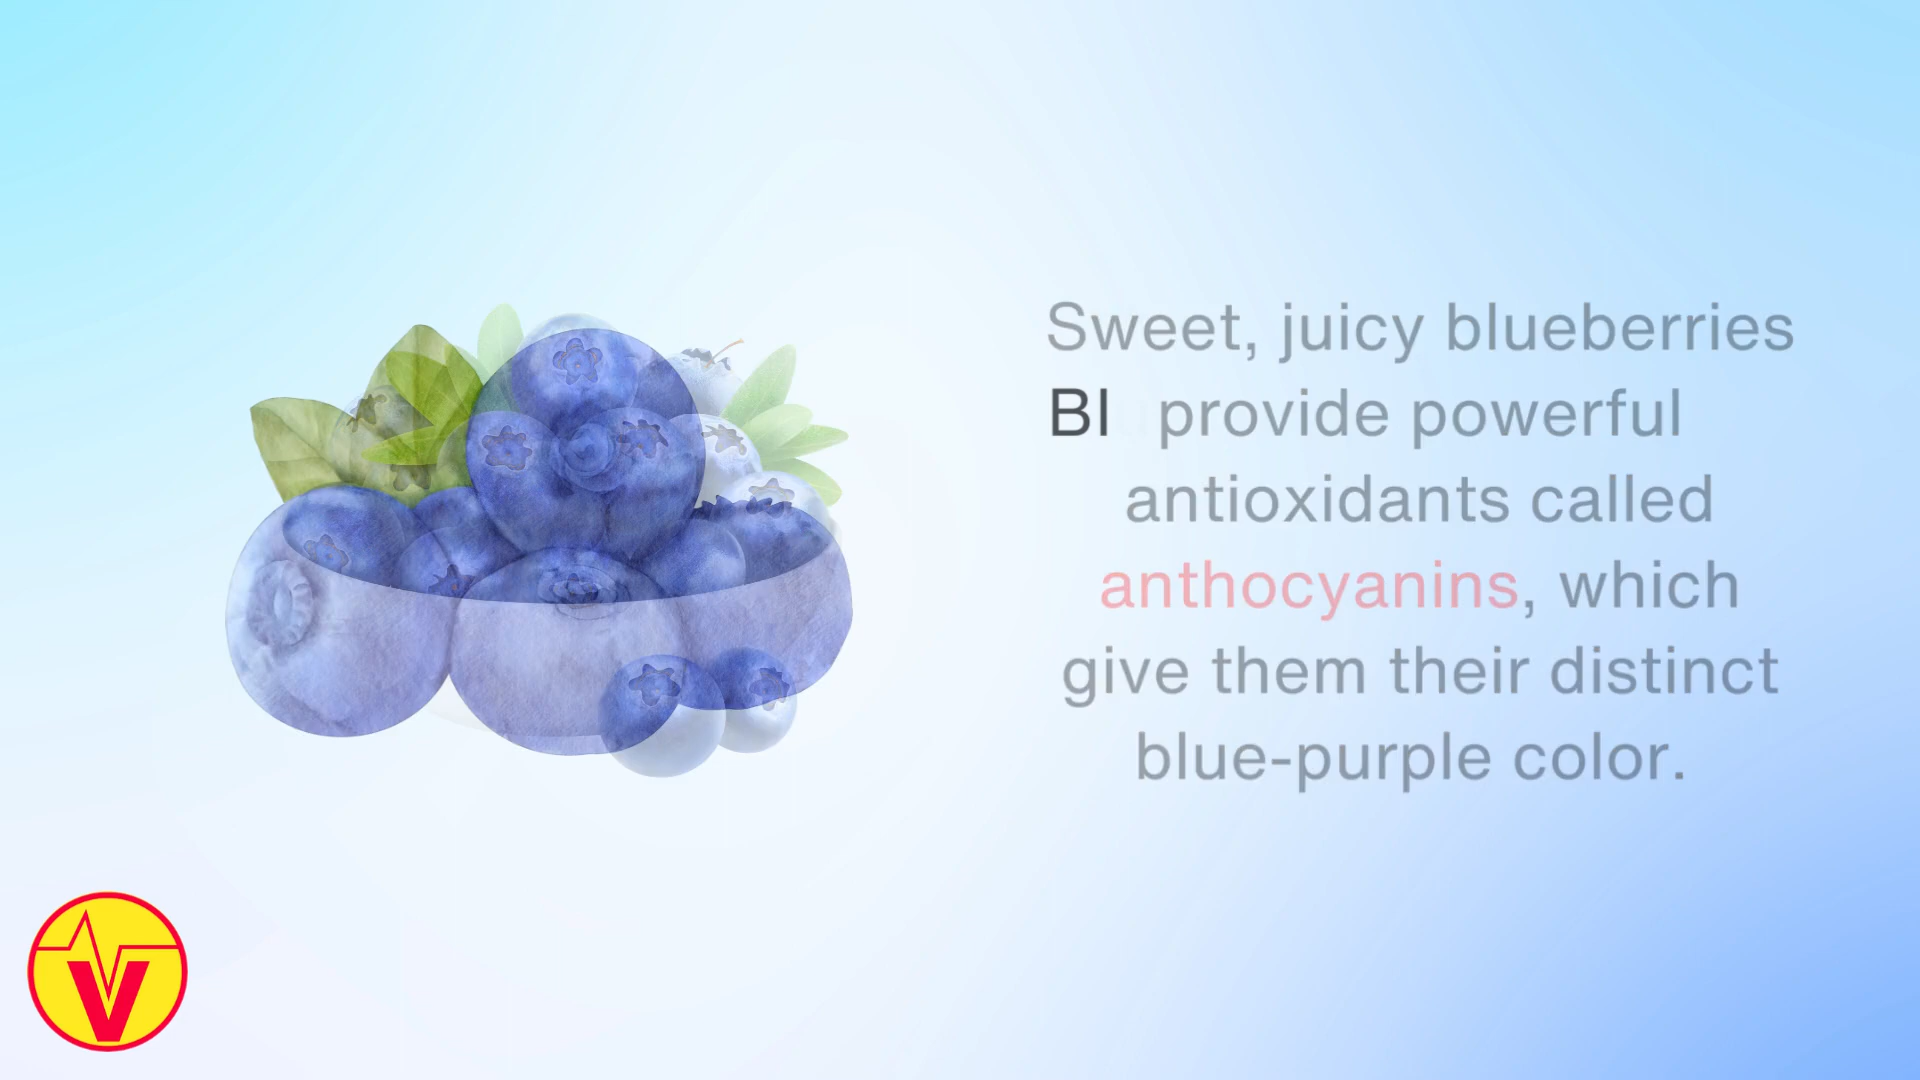 Sweet, juicy blueberries
Bl provide powerful
antioxidants called
anthocyanins, which
give them their distinct
blue-purple color.
V